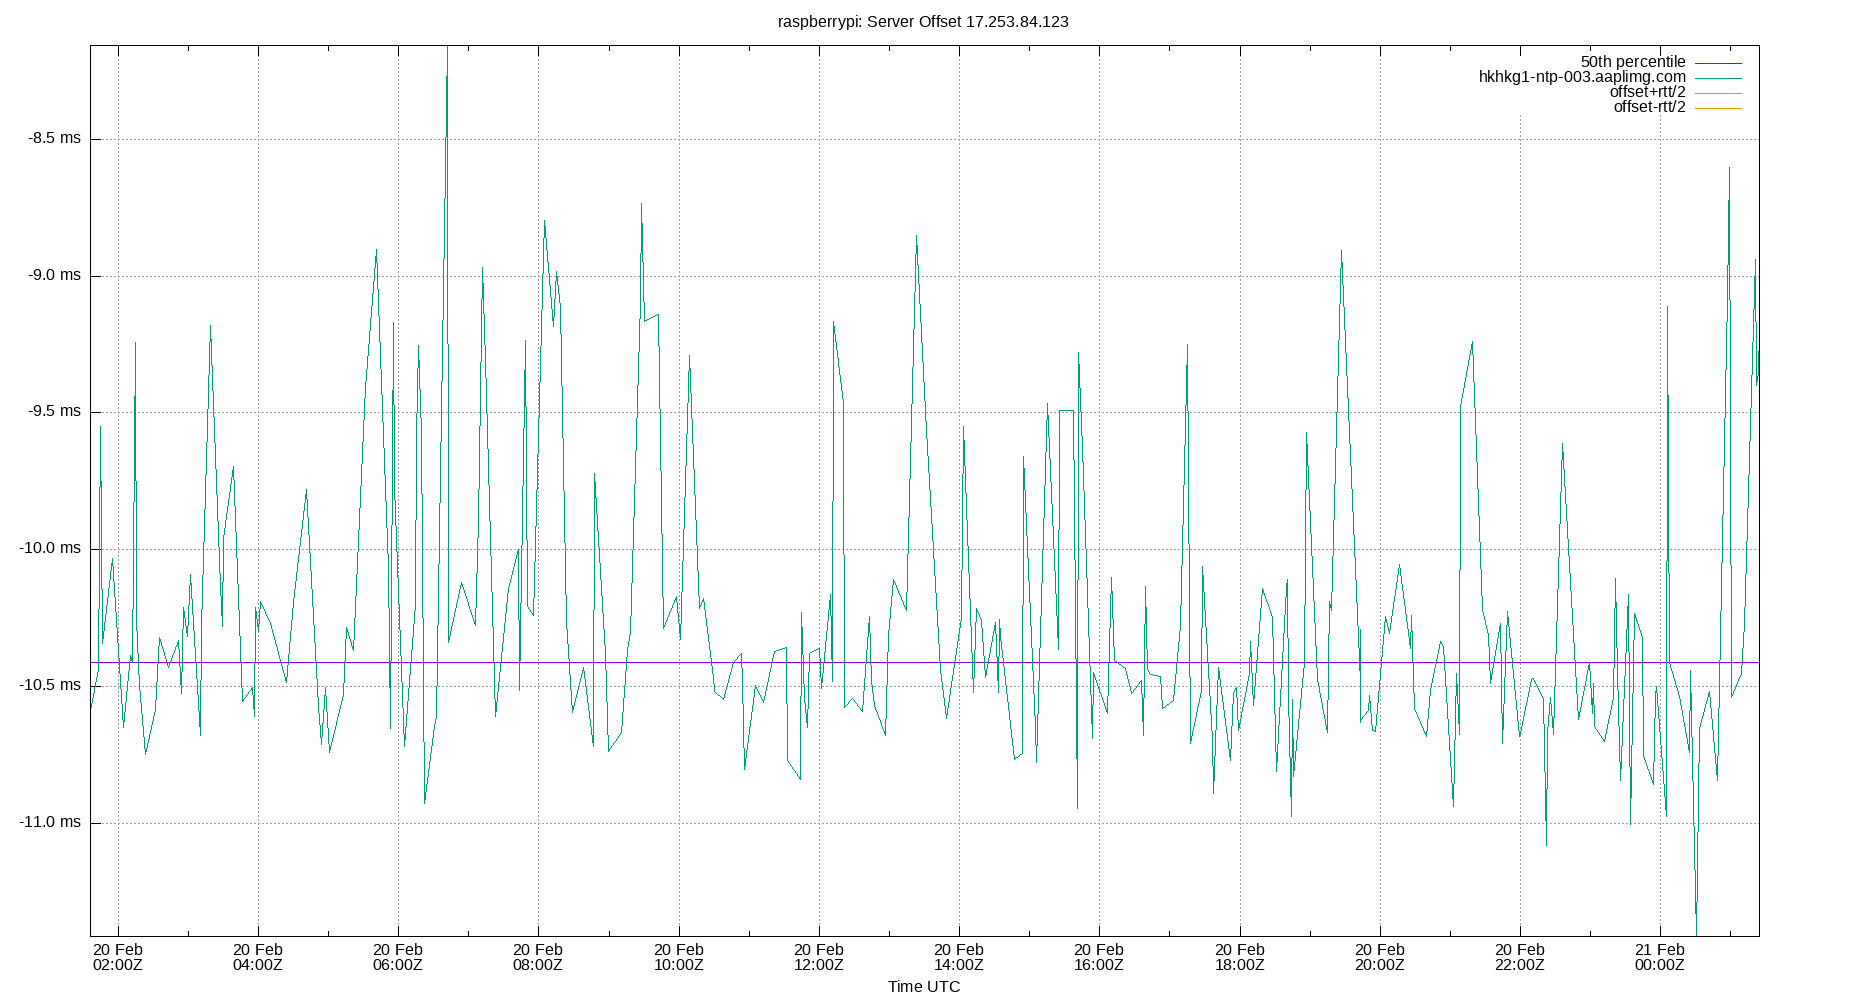 raspberrypi: Server Offset 17.253.84.123
50th percentile
hkhkg1-ntp-003.aaplimg.com
offset+rtt/2
offset-rtt/2
-8.5 ms
-9.0 ms
-9.5 ms
-10.0 ms
-10.5 ms
-11.0 ms
20 Feb 20 Feb 20 Feb 20 Feb 20 Feb 20 Feb 20 Feb 20 Feb 20 Feb 20 Feb 20 Feb 21 Feb
02:00Z 04:00Z 06:00Z 08:00Z 10:00Z 12:00Z 14:00Z 16:00Z 18:00Z 20:00Z 22:00Z 00:00Z
Time UTC